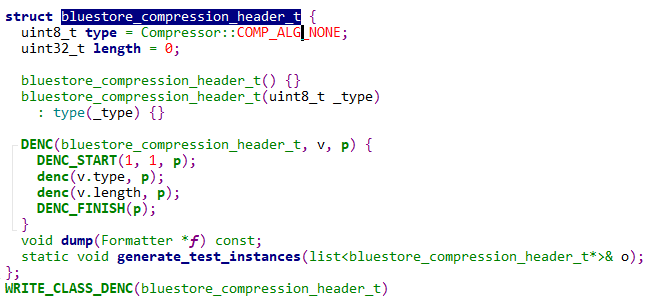 struct bluestore_compression_header_t {
  uint8_t type = Compressor::COMP_ALG_NONE;
  uint32_t length = 0;
  bluestore_compression_header_t() {}
  bluestore_compression_header_t(uint8_t _type)
    : type(_type) {}
  DENC(bluestore_compression_header_t, v, p) {
    DENC_START(1, 1, p);
    denc(v.type, p);
    denc(v.length, p);
    DENC_FINISH(p);
  }
  void dump(Formatter *f) const;
  static void generate_test_instances(list<bluestore_compression_header_t*>& o);
};
WRITE_CLASS_DENC(bluestore_compression_header_t)